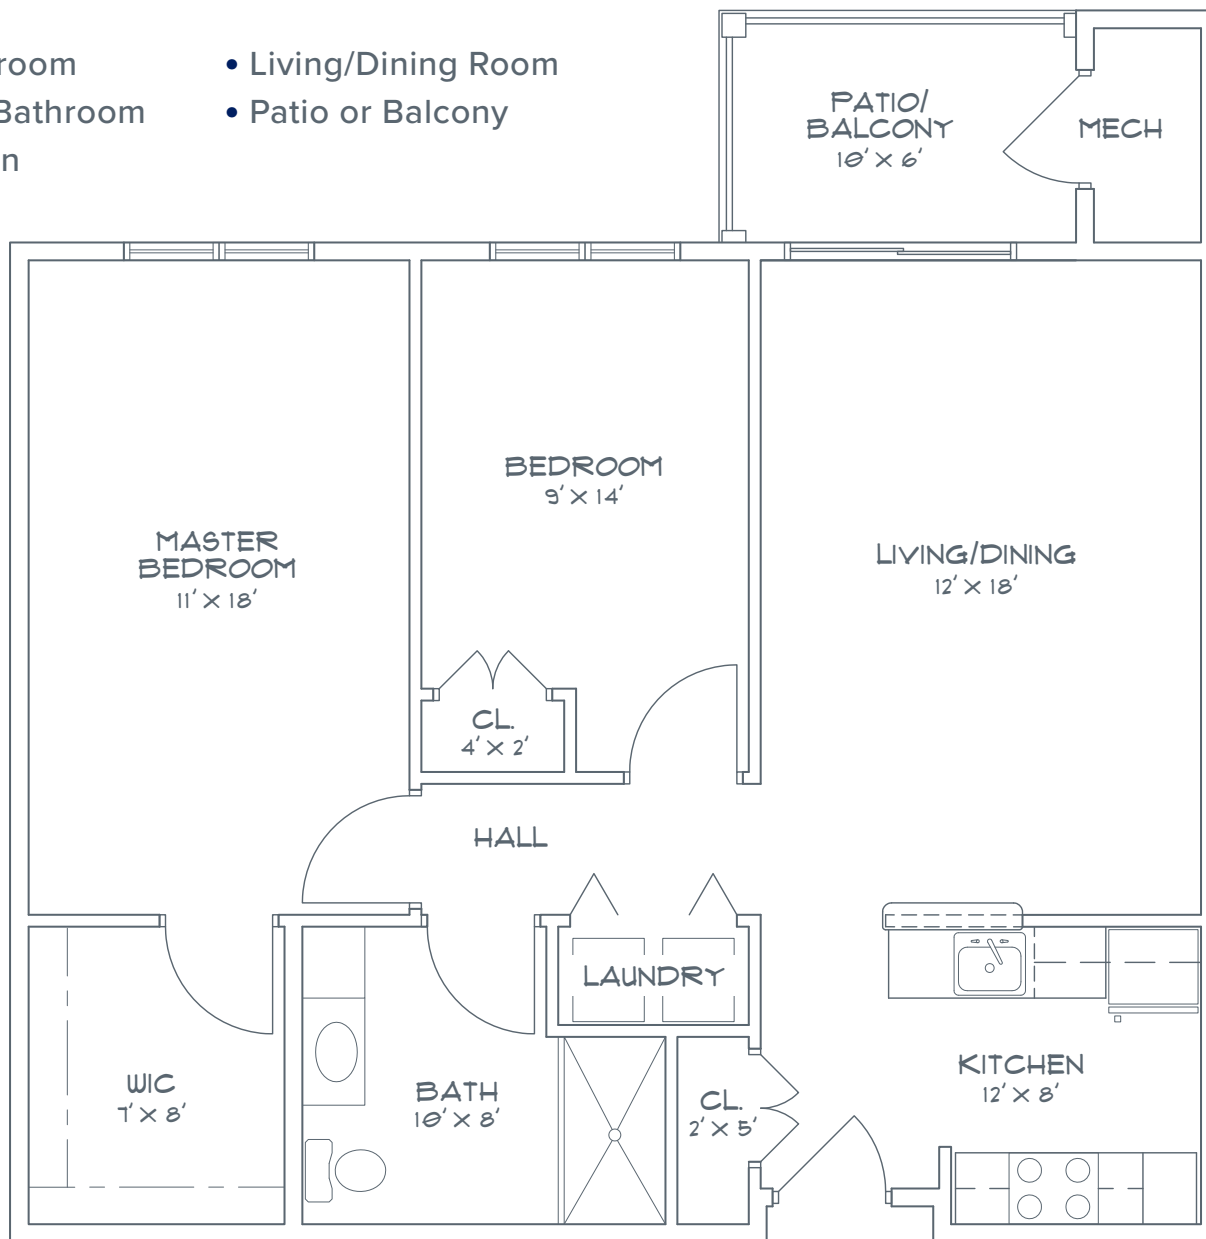 room
Bathroom
n
• Living/Dining Room
• Patio or Balcony
PATIO/
BALCONY
10' X 6'
MECH
BEDROOM
9' X 14'
MASTER
BEDROOM
11' X 18'
LIVING/DINING
12' X 18'
CL.
4' X 2'
HALL
LAUNDRY
WIC
7' X 8'
BATH
10' X 8'
CL.
2' X 5'
KITCHEN
12' X 8'